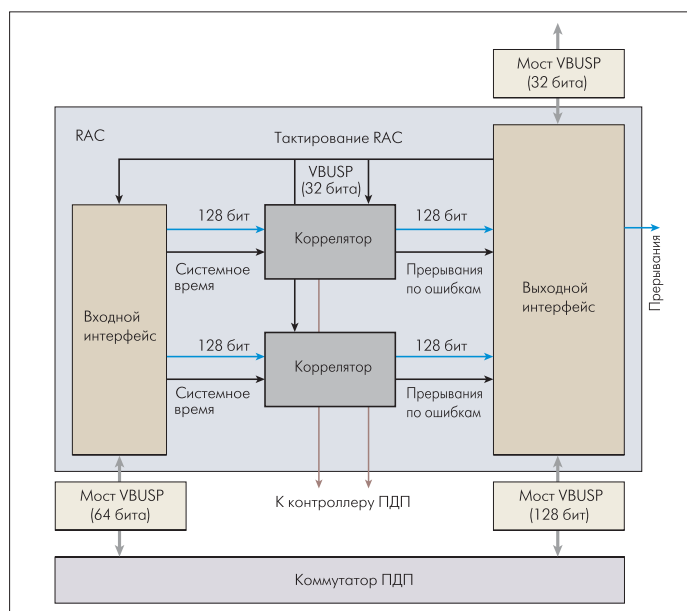 Мост VBUSP
(32 бита)
RAC
Тактирование RAC
VBUSP
(32 бита)
128 бит
Коррелятор
128 бит
Системное
время
Прерывания
по ошибкам
Входной
интерфейс
Выходной
интерфейс
Прерывания
128 бит
Коррелятор
128 бит
Системное
время
Прерывания
по ошибкам
Мост VBUSP
(64 бита)
К контроллеру ПДП
Мост VBUSP
(128 бит)
Коммутатор ПДП